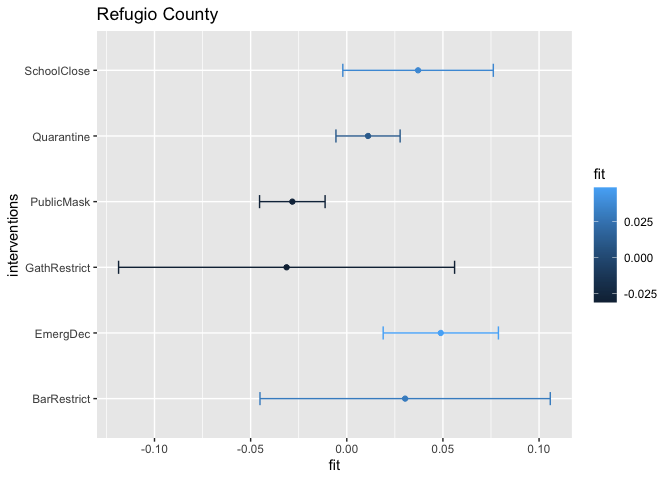 Refugio County
interventions
SchoolClose
Quarantine
PublicMask
GathRestrict
EmergDec
BarRestrict
-0.10 -0.05 0.00 0.05 0.10
fit
fit
0.025
0.000
-0.025